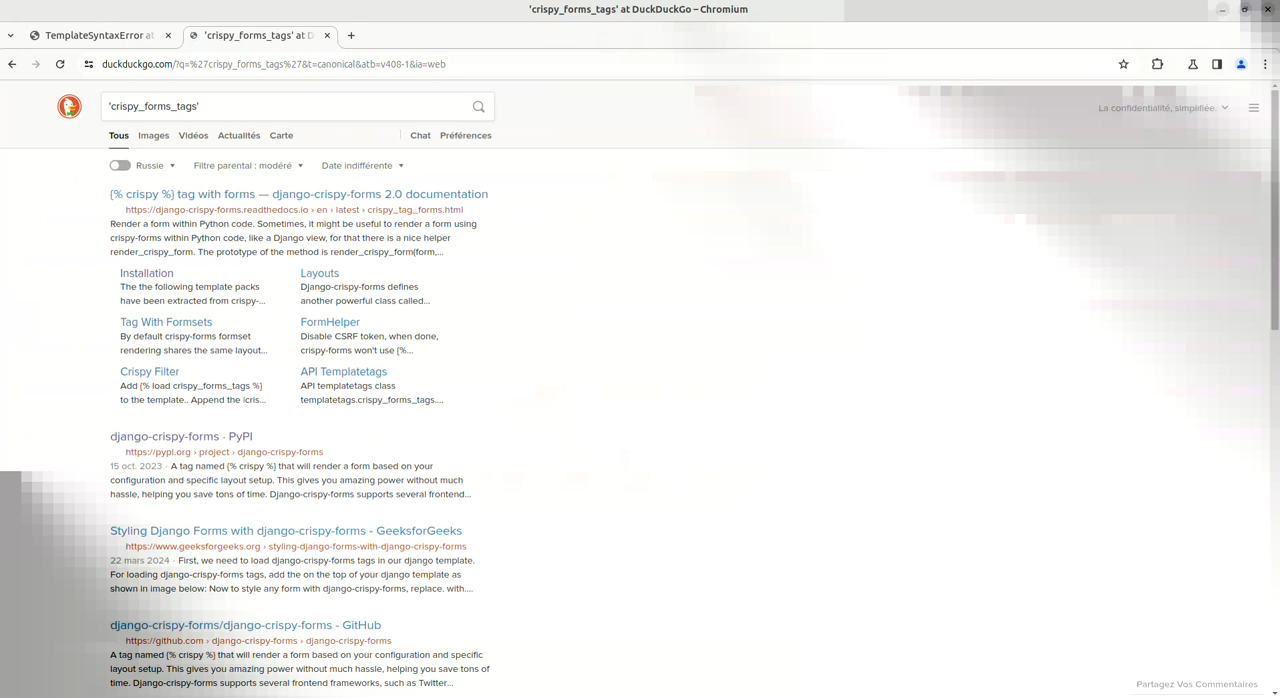 'crispy_forms_tags' at DuckDuckGo – Chromium
TemplateSyntaxError at
'crispy_forms_tags' at D
duckduckgo.com/?q=%27crispy_forms_tags%27&t=canonical&atb=v408-1&ia=web
'crispy_forms_tags'
La confidentialité, simplifiée.
Tous Images Vidéos Actualités Carte Chat Préférences
Russie Filtre parental : modéré Date indifférente
{% crispy %} tag with forms — django-crispy-forms 2.0 documentation
https://django-crispy-forms.readthedocs.io › en › latest › crispy_tag_forms.html
Render a form within Python code. Sometimes, it might be useful to render a form using
crispy-forms within Python code, like a Django view, for that there is a nice helper
render_crispy_form. The prototype of the method is render_crispy_form(form,...
Installation
The the following template packs
have been extracted from crispy-...
Layouts
Django-crispy-forms defines
another powerful class called...
Tag With Formsets
By default crispy-forms formset
rendering shares the same layout...
FormHelper
Disable CSRF token, when done,
crispy-forms won't use {%...
Crispy Filter
Add {% load crispy_forms_tags %}
to the template.. Append the |cris...
API Templatetags
API templatetags class
templatetags.crispy_forms_tags....
django-crispy-forms · PyPI
https://pypi.org › project › django-crispy-forms
15 oct. 2023 · A tag named {% crispy %} that will render a form based on your
configuration and specific layout setup. This gives you amazing power without much
hassle, helping you save tons of time. Django-crispy-forms supports several frontend...
Styling Django Forms with django-crispy-forms - GeeksforGeeks
https://www.geeksforgeeks.org › styling-django-forms-with-django-crispy-forms
22 mars 2024 · First, we need to load django-crispy-forms tags in our django template.
For loading django-crispy-forms tags, add the on the top of your django template as
shown in image below: Now to style any form with django-crispy-forms, replace. with....
django-crispy-forms/django-crispy-forms - GitHub
https://github.com › django-crispy-forms › django-crispy-forms
A tag named {% crispy %} that will render a form based on your configuration and specific
layout setup. This gives you amazing power without much hassle, helping you save tons of
time. Django-crispy-forms supports several frontend frameworks, such as Twitter...
Partagez Vos Commentaires